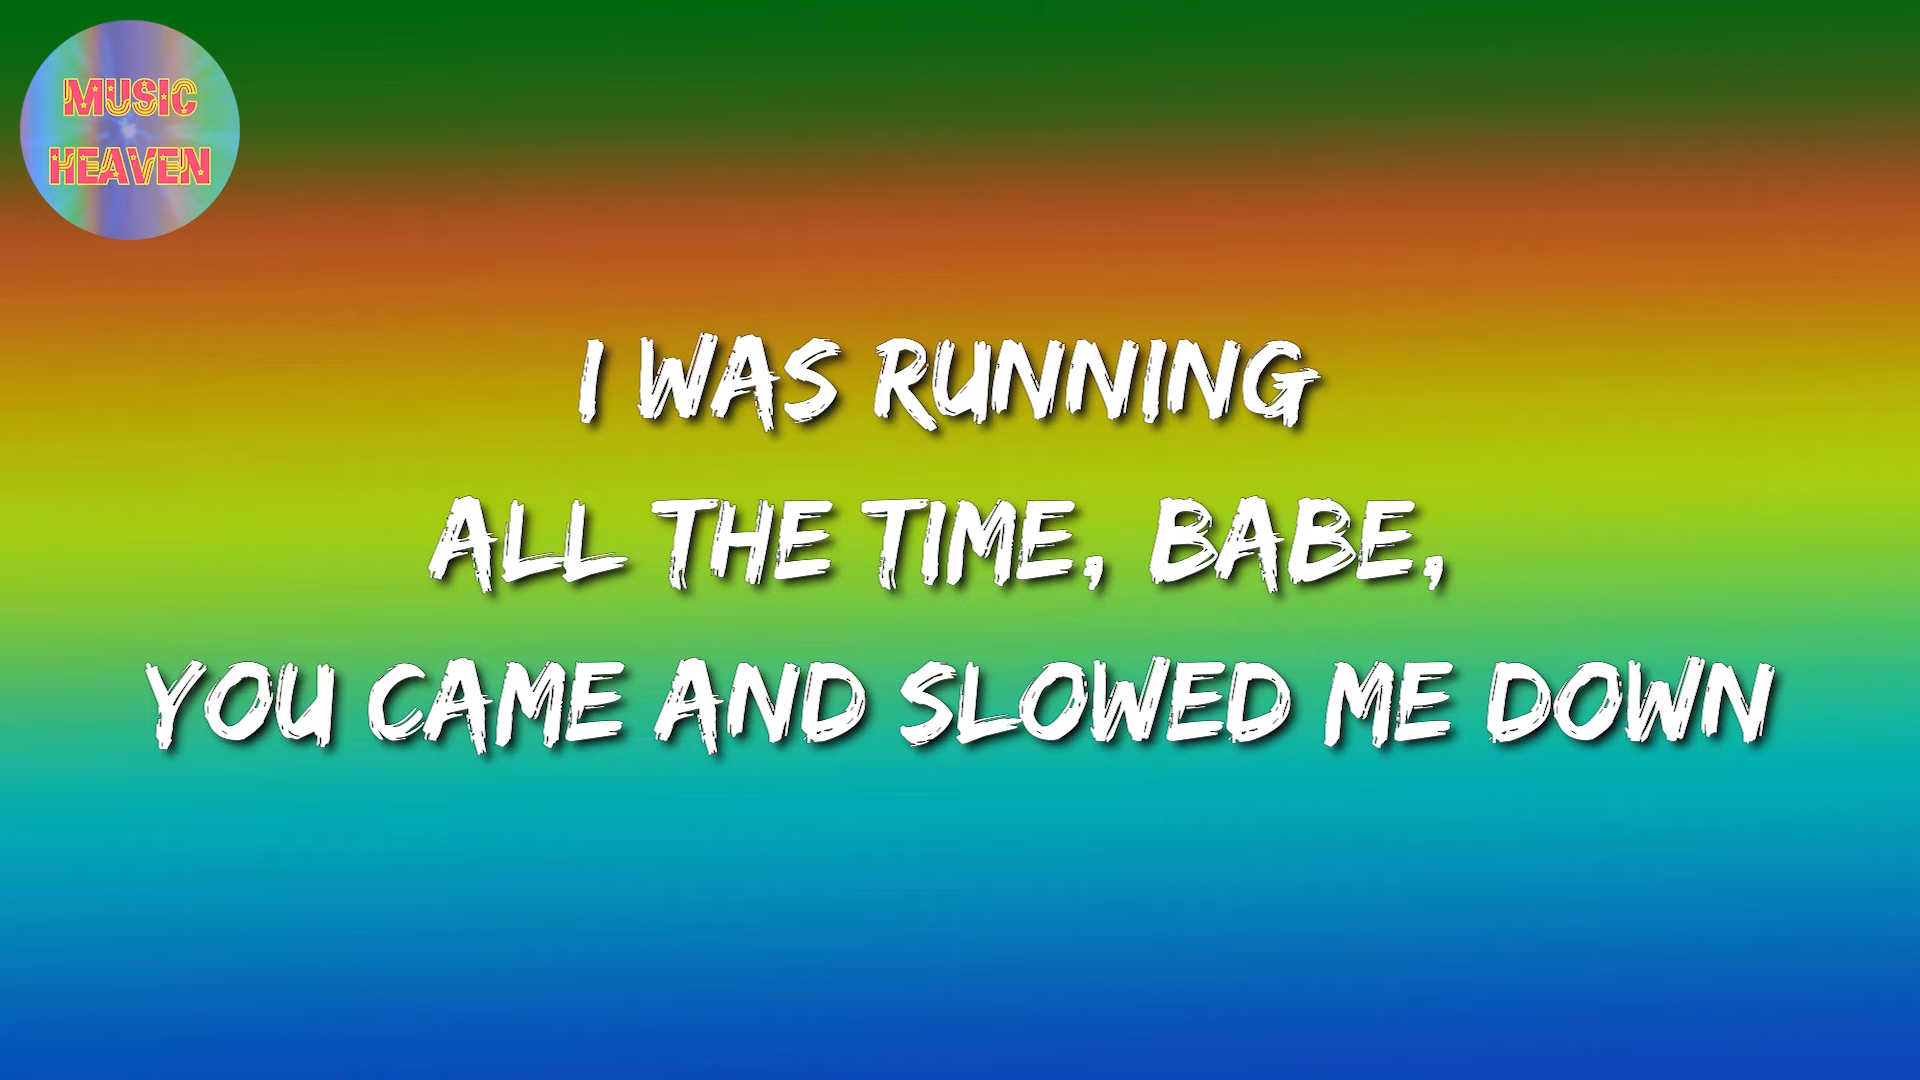 MUSIC
HEAVEN
I WAS RUNNING
ALL THE TIME, BABE,
YOU CAME AND SLOWED ME DOWN